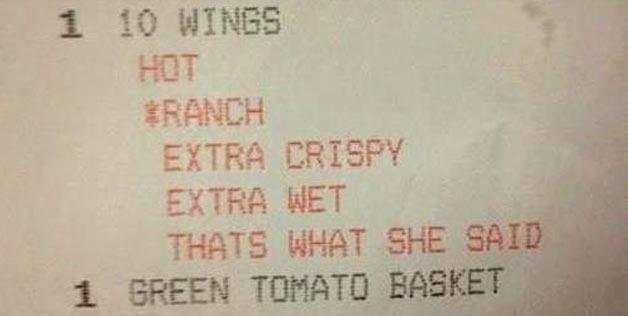 1 10 WINGS
HOT
*RANCH
EXTRA CRISPY
EXTRA WET
THATS WHAT SHE SAID
1 GREEN TOMATO BASKET